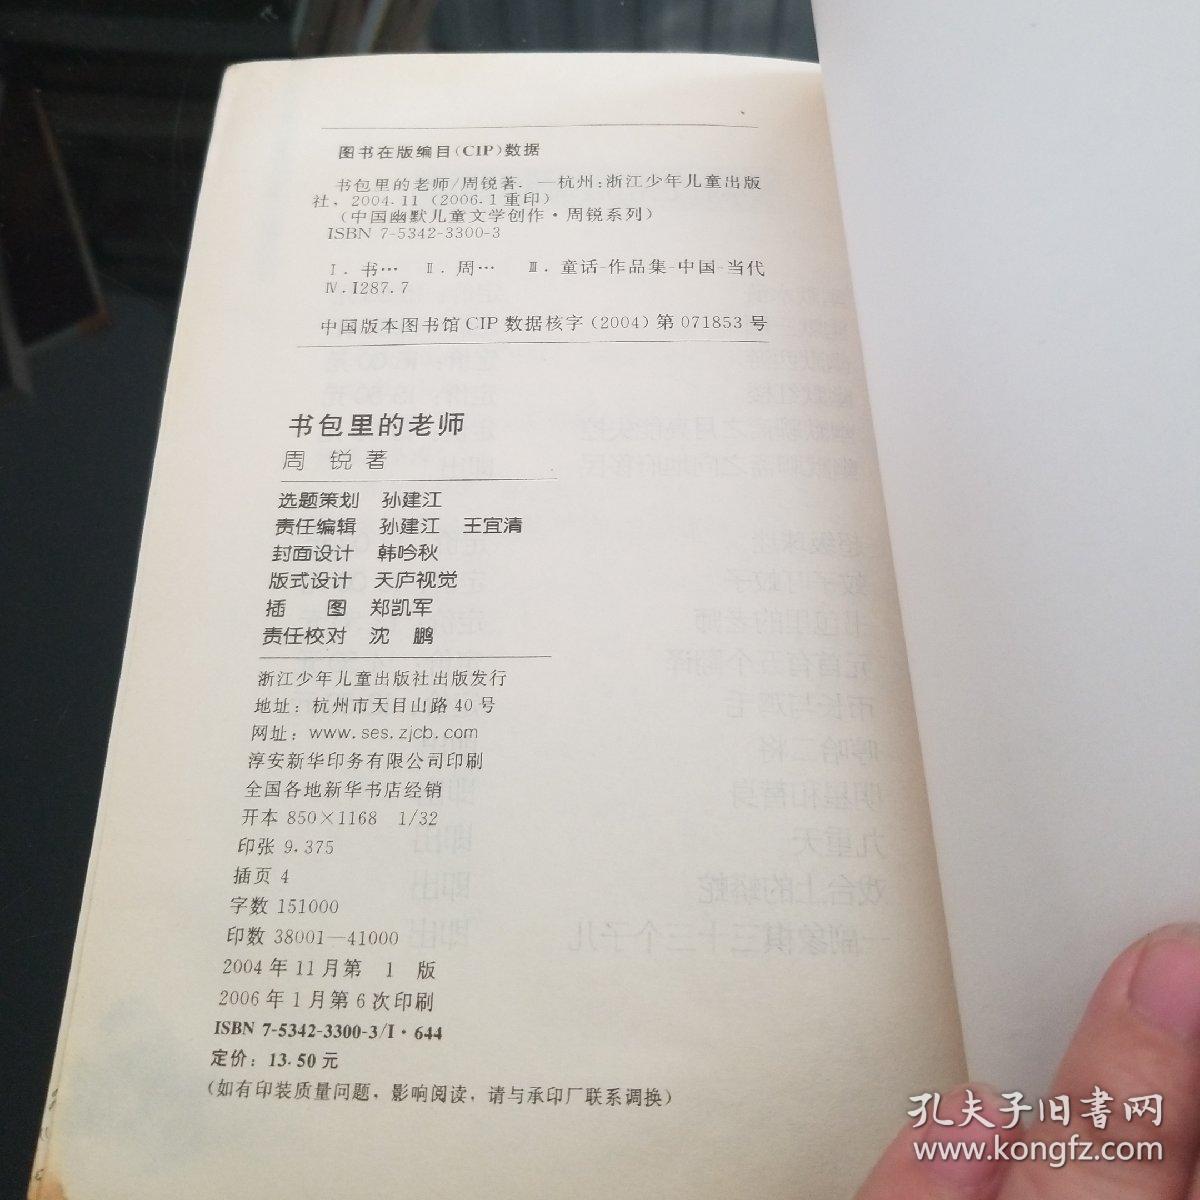 图书在版编目(CIP)数据
书包里的老师/周锐著. —杭州:浙江少年儿童出版
社, 2004.11 (2006.1重印)
(中国幽默儿童文学创作·周锐系列)
ISBN 7-5342-3300-3
Ⅰ. 书… Ⅱ. 周… Ⅲ. 童话-作品集-中国-当代
Ⅳ. I287.7
中国版本图书馆CIP数据核字(2004)第071853号
书包里的老师
周 锐 著
选题策划 孙建江
责任编辑 孙建江 王宜清
封面设计 韩吟秋
版式设计 天庐视觉
插 图 郑凯军
责任校对 沈 鹏
浙江少年儿童出版社出版发行
地址: 杭州市天目山路40号
网址: www.ses.zjcb.com
淳安新华印务有限公司印刷
全国各地新华书店经销
开本 850×1168 1/32
印张 9.375
插页 4
字数 151000
印数 38001—41000
2004年11月第 1 版
2006年1月第6次印刷
ISBN 7-5342-3300-3/I·644
定价: 13.50元
(如有印装质量问题, 影响阅读, 请与承印厂联系调换)
孔夫子旧书网
www.kongfz.com